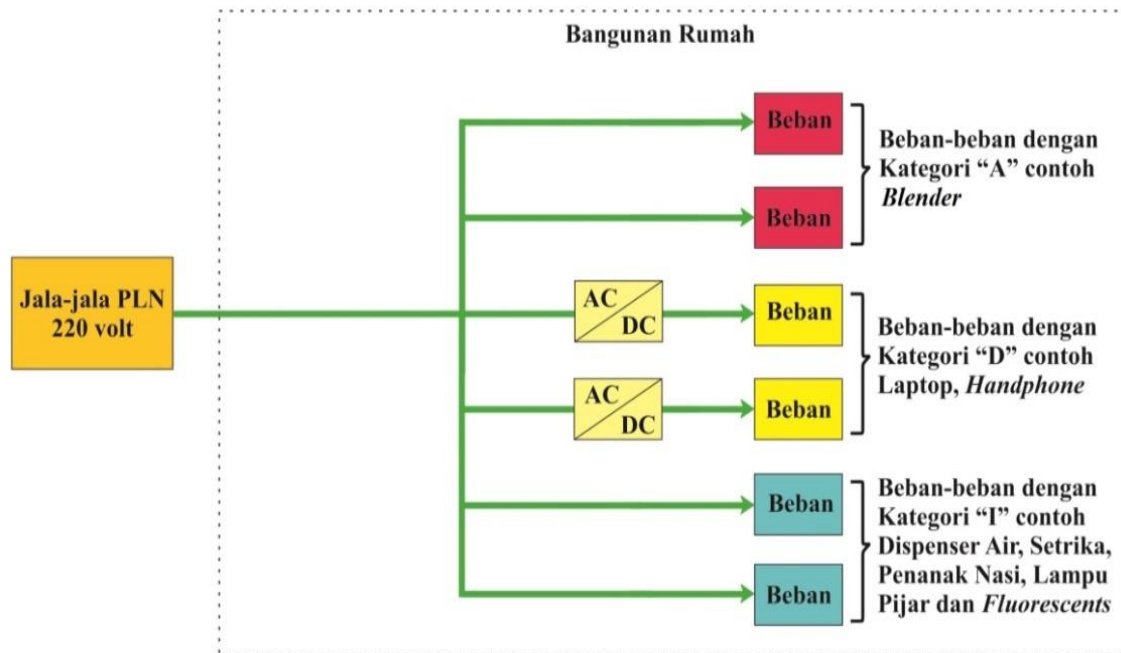 Bangunan Rumah
Jala-jala PLN
220 volt
Beban
Beban
Beban-beban dengan
Kategori “A” contoh
Blender
AC
DC
Beban
AC
DC
Beban
Beban-beban dengan
Kategori “D” contoh
Laptop, Handphone
Beban
Beban
Beban-beban dengan
Kategori “I” contoh
Dispenser Air, Setrika,
Penanak Nasi, Lampu
Pijar dan Fluorescents